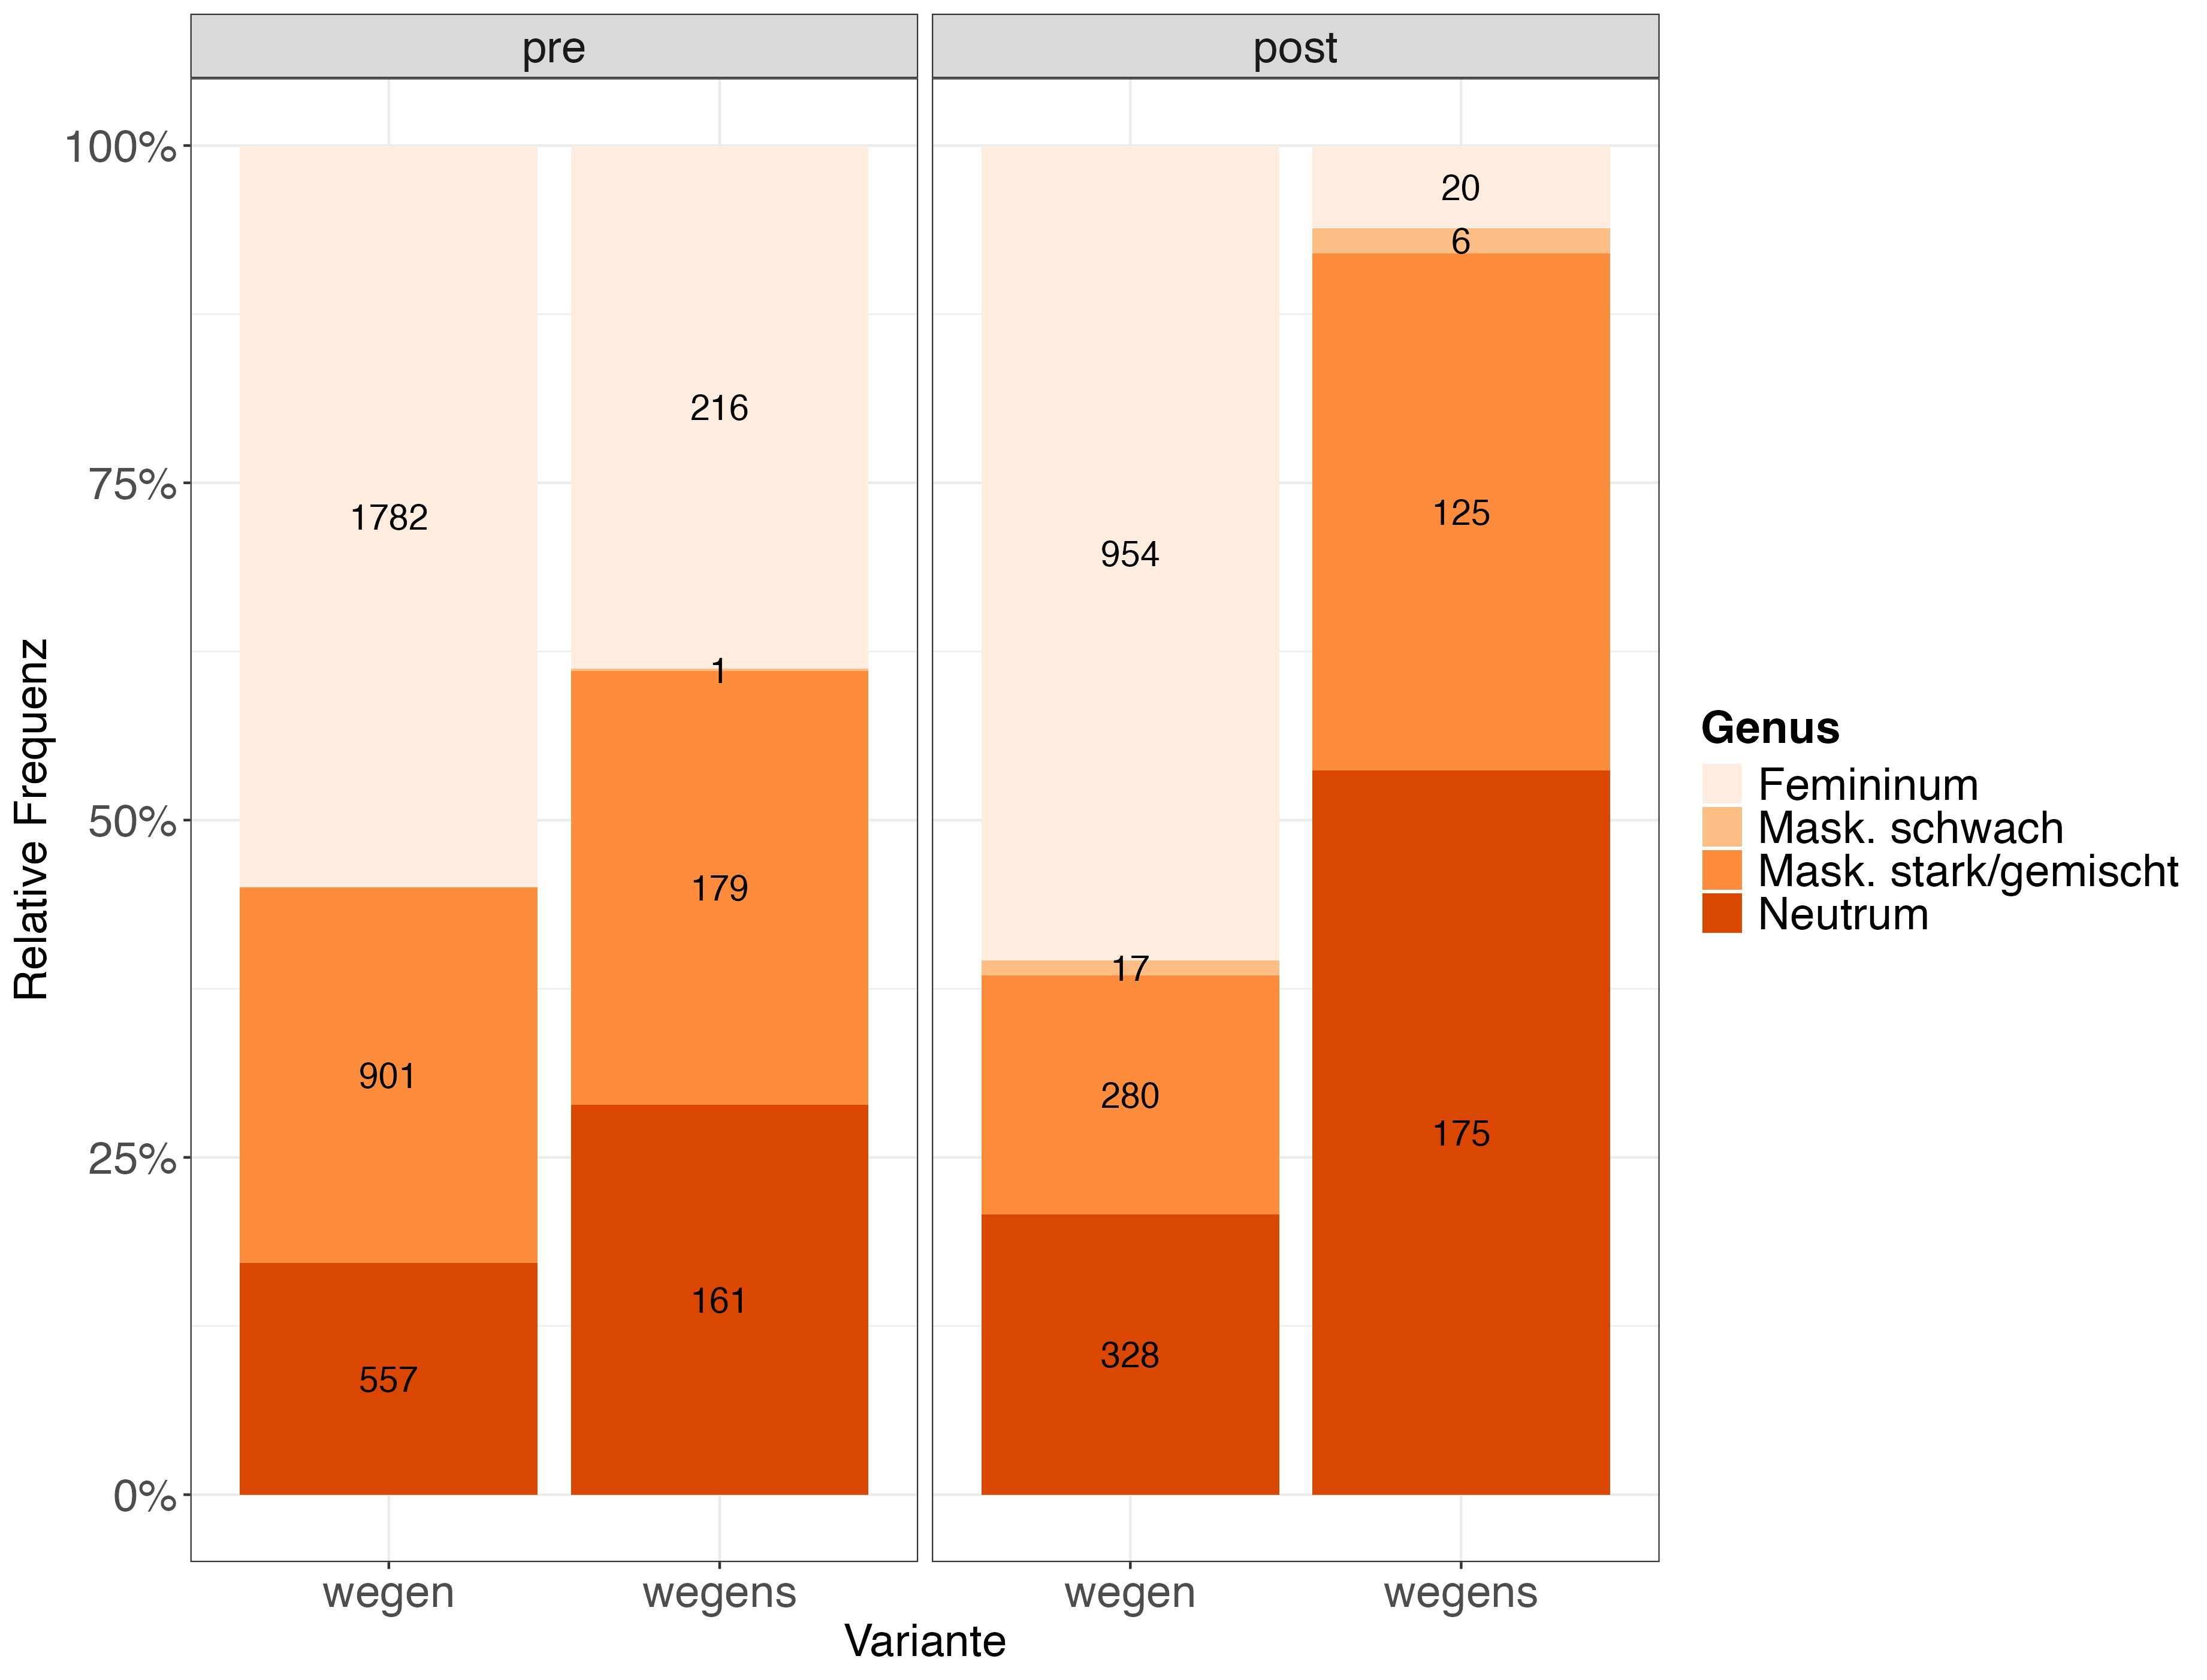 pre
post
100%
75%
50%
25%
0%
Relative Frequenz
1782
901
557
216
1
179
161
954
17
280
328
20
6
125
175
wegen
wegens
wegen
wegens
Variante
Genus
Femininum
Mask. schwach
Mask. stark/gemischt
Neutrum